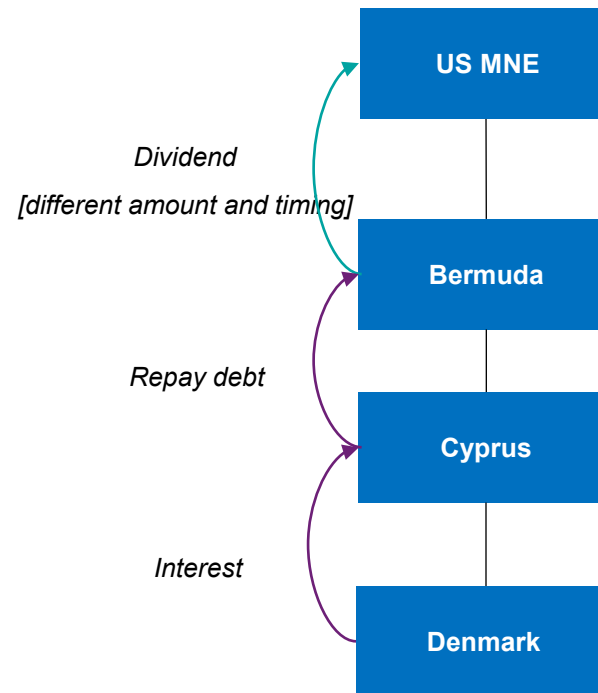 US MNE
Dividend
[different amount and timing]
Bermuda
Repay debt
Cyprus
Interest
Denmark